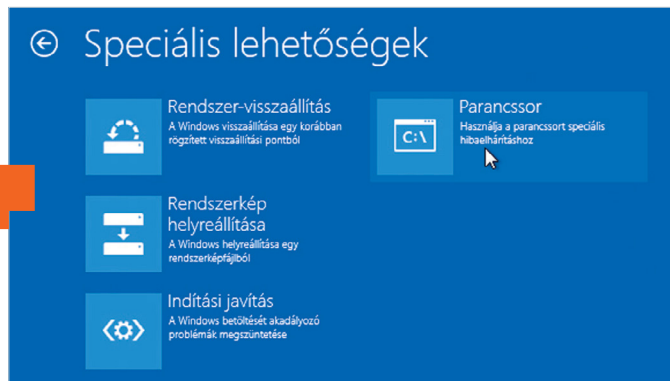 Speciális lehetőségek
Rendszer-visszaállítás
A Windows visszaállítása egy korábban
rögzített visszaállítási pontból
Rendszerkép
helyreállítása
A Windows helyreállítása egy
rendszerképfájlból
Indítási javítás
A Windows betöltését akadályozó
problémák megszüntetése
Parancssor
Használja a parancssort speciális
hibaelhárításhoz
C:\